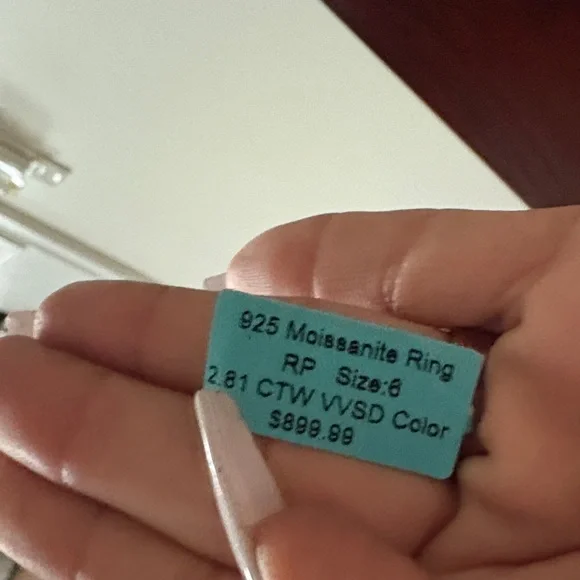 925 Moissanite Ring
RP Size:6
2.81 CTW VVSD Color
$899.99